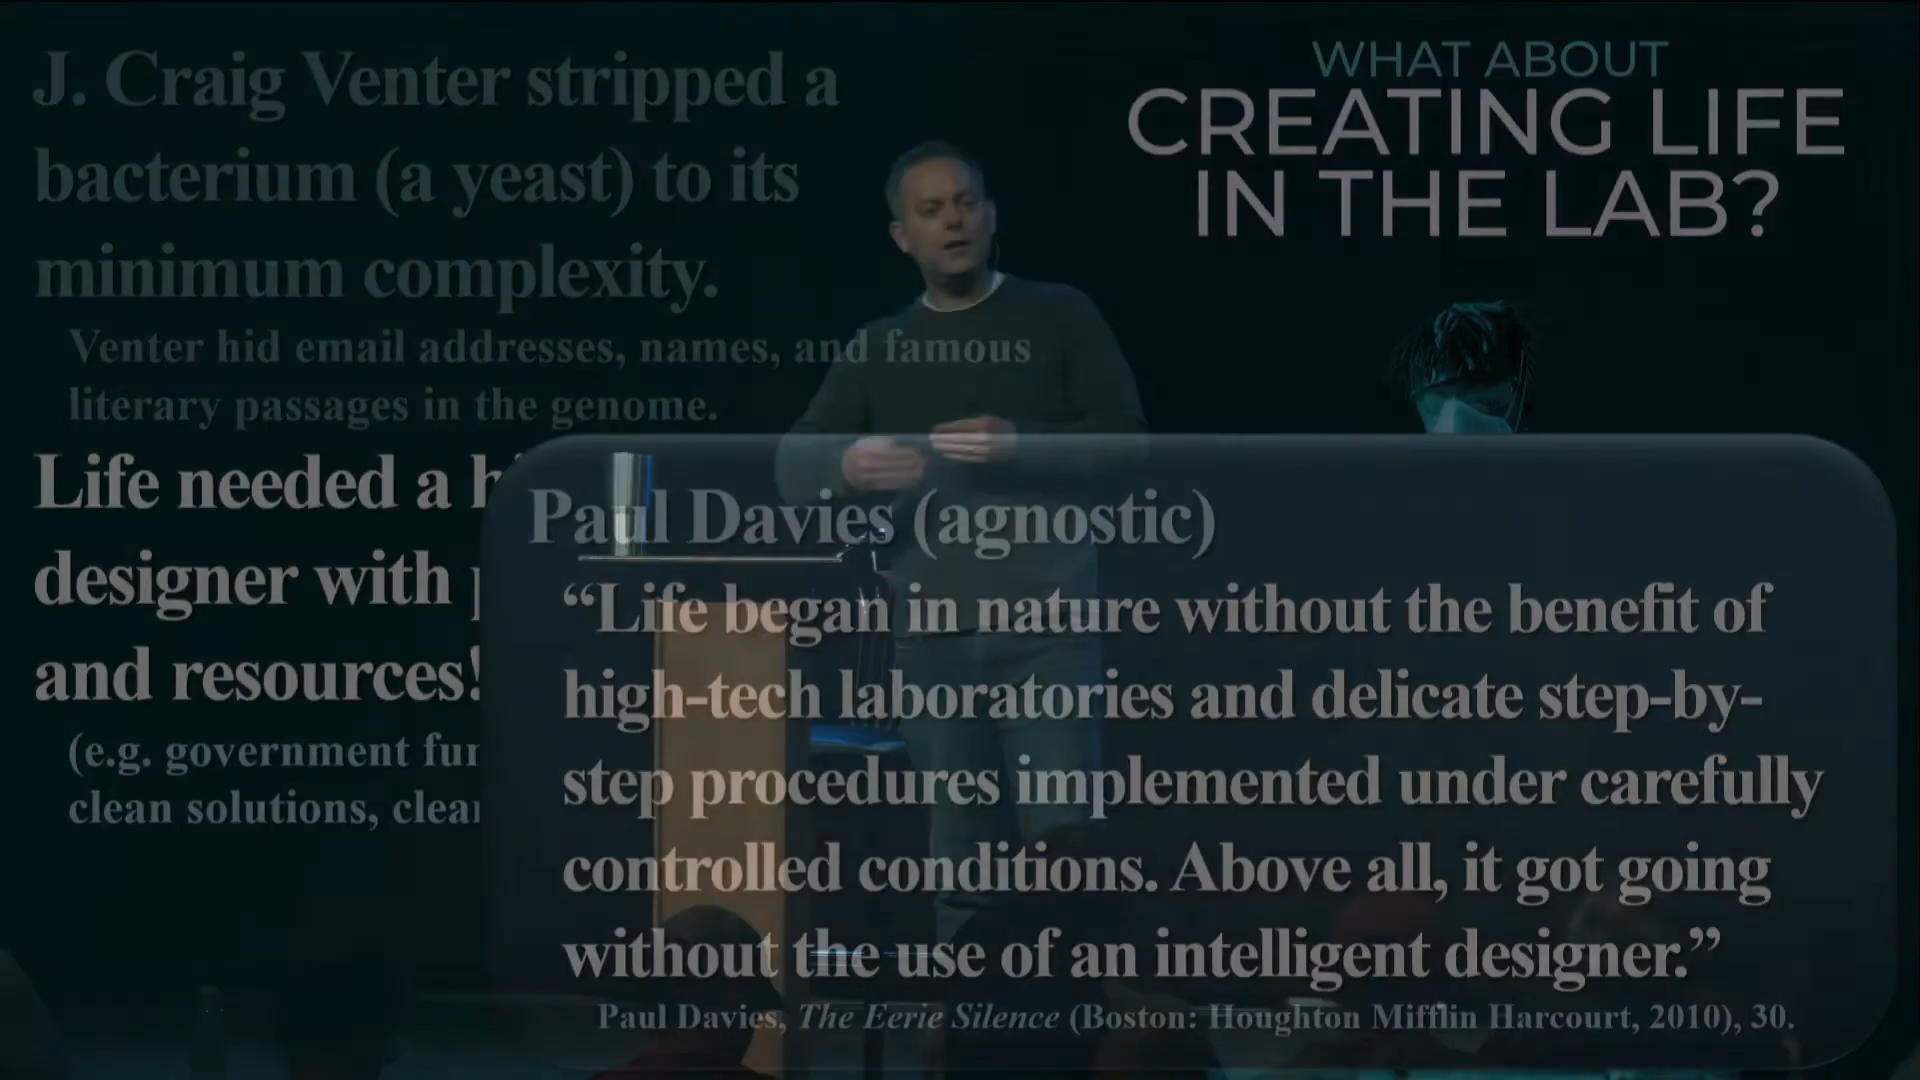 WHAT ABOUT
CREATING LIFE
IN THE LAB?
J. Craig Venter stripped a
bacterium (a yeast) to its
minimum complexity.
Venter hid email addresses, names, and famous
literary passages in the genome.
Life needed a
designer with
and resources!
(e.g. government
clean solutions,
Paul Davies (agnostic)
“Life began in nature without the benefit of
high-tech laboratories and delicate step-by-
step procedures implemented under carefully
controlled conditions. Above all, it got going
without the use of an intelligent designer.”
Paul Davies, The Eerie Silence (Boston: Houghton Mifflin Harcourt, 2010), 30.